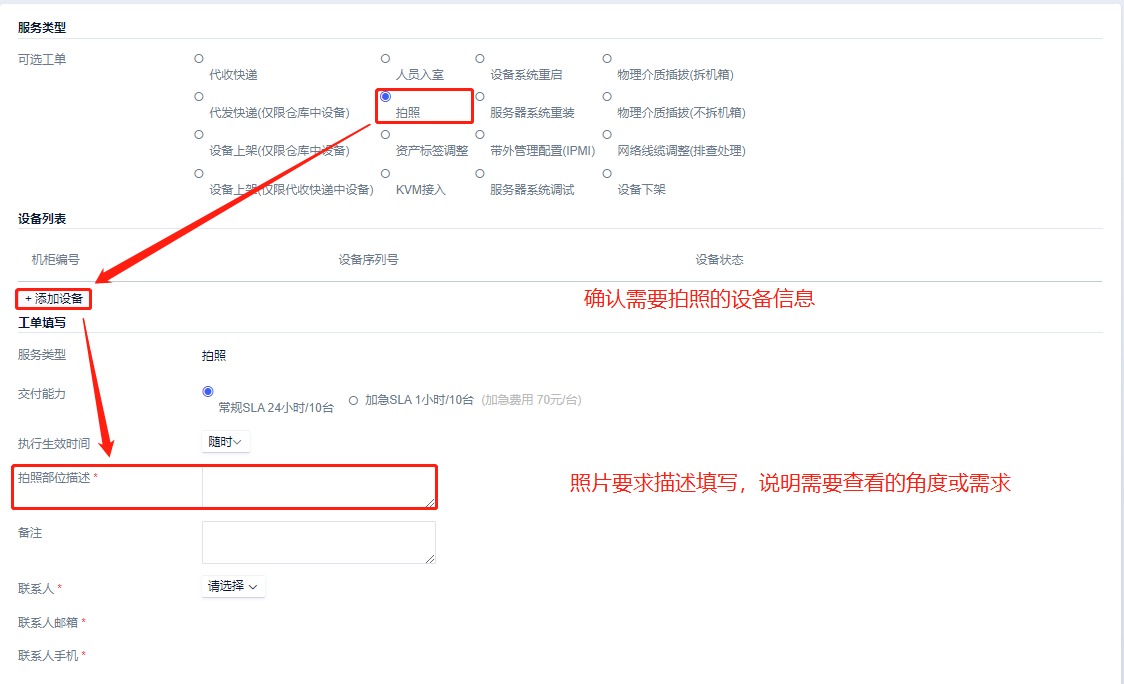 服务类型
可选工单
代收快递 人员入室 设备系统重启 物理介质插拔(拆机箱)
代发快递(仅限仓库中设备) 拍照 服务器系统重装 物理介质插拔(不拆机箱)
设备上架(仅限仓库中设备) 资产标签调整 带外管理配置(IPMI) 网络线缆调整(排查处理)
设备上架(仅限代收快递中设备) KVM接入 服务器系统调试 设备下架
设备列表
机柜编号 设备序列号 设备状态
+ 添加设备 确认需要拍照的设备信息
工单填写
服务类型 拍照
交付能力 常规SLA 24小时/10台 加急SLA 1小时/10台 (加急费用 70元/台)
执行生效时间 随时
拍照部位描述 * 照片要求描述填写，说明需要查看的角度或需求
备注
联系人 * 请选择
联系人邮箱 *
联系人手机 *